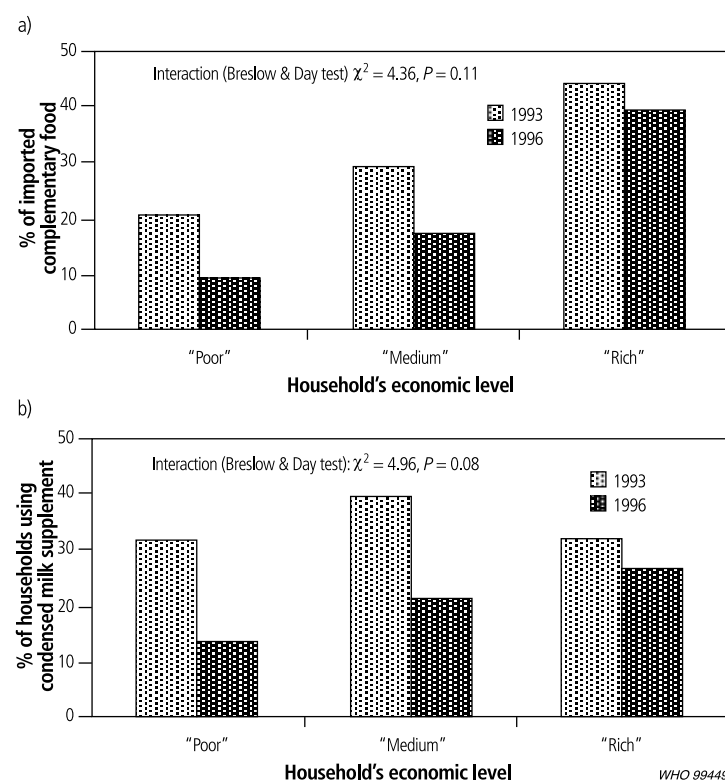 a)
50
40
30
20
10
0
% of imported
complementary food
Interaction (Breslow & Day test) χ² = 4.36, P = 0.11
1993
1996
"Poor"
"Medium"
"Rich"
Household's economic level
b)
50
40
30
20
10
0
% of households using
condensed milk supplement
Interaction (Breslow & Day test): χ² = 4.96, P = 0.08
1993
1996
"Poor"
"Medium"
"Rich"
Household's economic level
WHO 99449